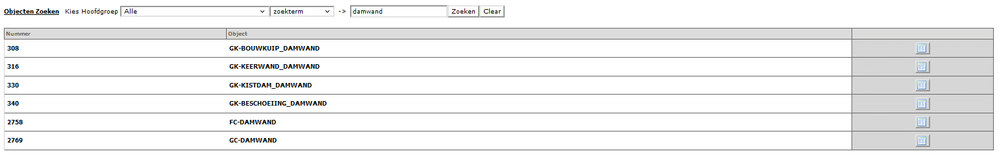 Objecten Zoeken Kies Hoofdgroep Alle zoekterm -> damwand Zoeken Clear
Nummer Object
308 GK-BOUWKUIP_DAMWAND
316 GK-KEERWAND_DAMWAND
330 GK-KISTDAM_DAMWAND
340 GK-BESCHOEIING_DAMWAND
2758 FC-DAMWAND
2769 GC-DAMWAND